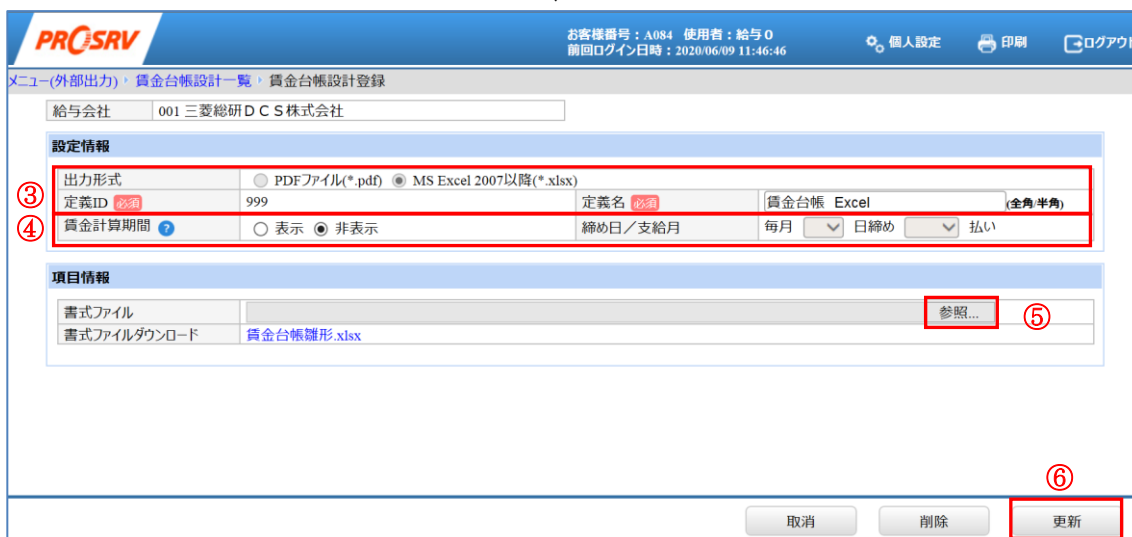 PROSRV
お客様番号：A084 使用者：給与０
前回ログイン日時：2020/06/09 11:46:46
個人設定
印刷
ログアウト
メニュー(外部出力) 賃金台帳設計一覧 賃金台帳設計登録
給与会社 001 三菱総研ＤＣＳ株式会社
設定情報
③
出力形式 PDFファイル(*.pdf) MS Excel 2007以降(*.xlsx)
定義ID 必須 999 定義名 必須 賃金台帳 Excel (全角/半角)
④
賃金計算期間 ? 表示 非表示 締め日／支給月 毎月 日締め 払い
項目情報
書式ファイル 参照... ⑤
書式ファイルダウンロード 賃金台帳雛形.xlsx
⑥
取消 削除 更新